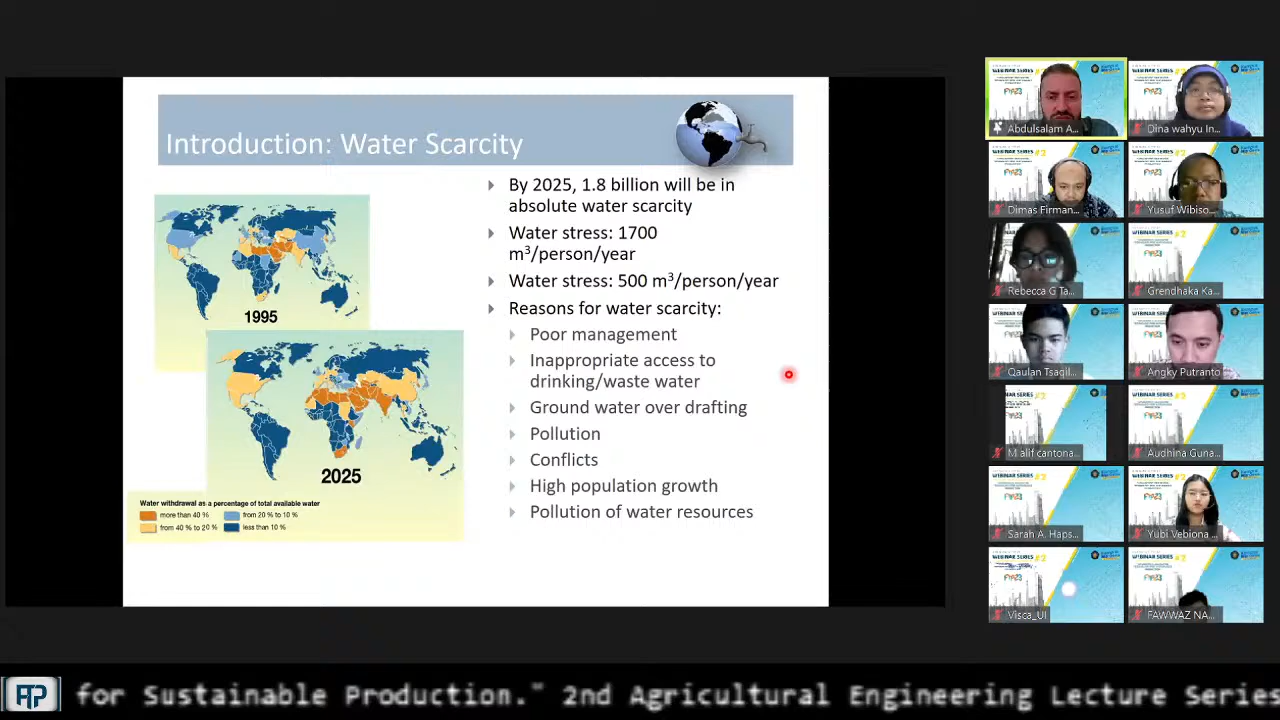 Introduction: Water Scarcity
By 2025, 1.8 billion will be in
absolute water scarcity
Water stress: 1700
m³/person/year
Water stress: 500 m³/person/year
Reasons for water scarcity:
Poor management
Inappropriate access to
drinking/waste water
Ground water over drafting
Pollution
Conflicts
High population growth
Pollution of water resources
1995
2025
Water withdrawal as a percentage of total available water
more than 40 %
from 20 % to 10 %
from 40 % to 20 %
less than 10 %
WEBINAR SERIES #2
Abdulsalam A...
Dina wahyu In...
Dimas Firman...
Yusuf Wibiso...
Rebecca G Ta...
Grendhaka Ka...
Qaulan Tsaqil...
Angky Putranto
M alif cantona...
Audhina Guna...
Sarah A. Haps...
Yubi Vebiona ...
Visca_UI
FAWWAZ NA...
for Sustainable Production." 2nd Agricultural Engineering Lecture Series